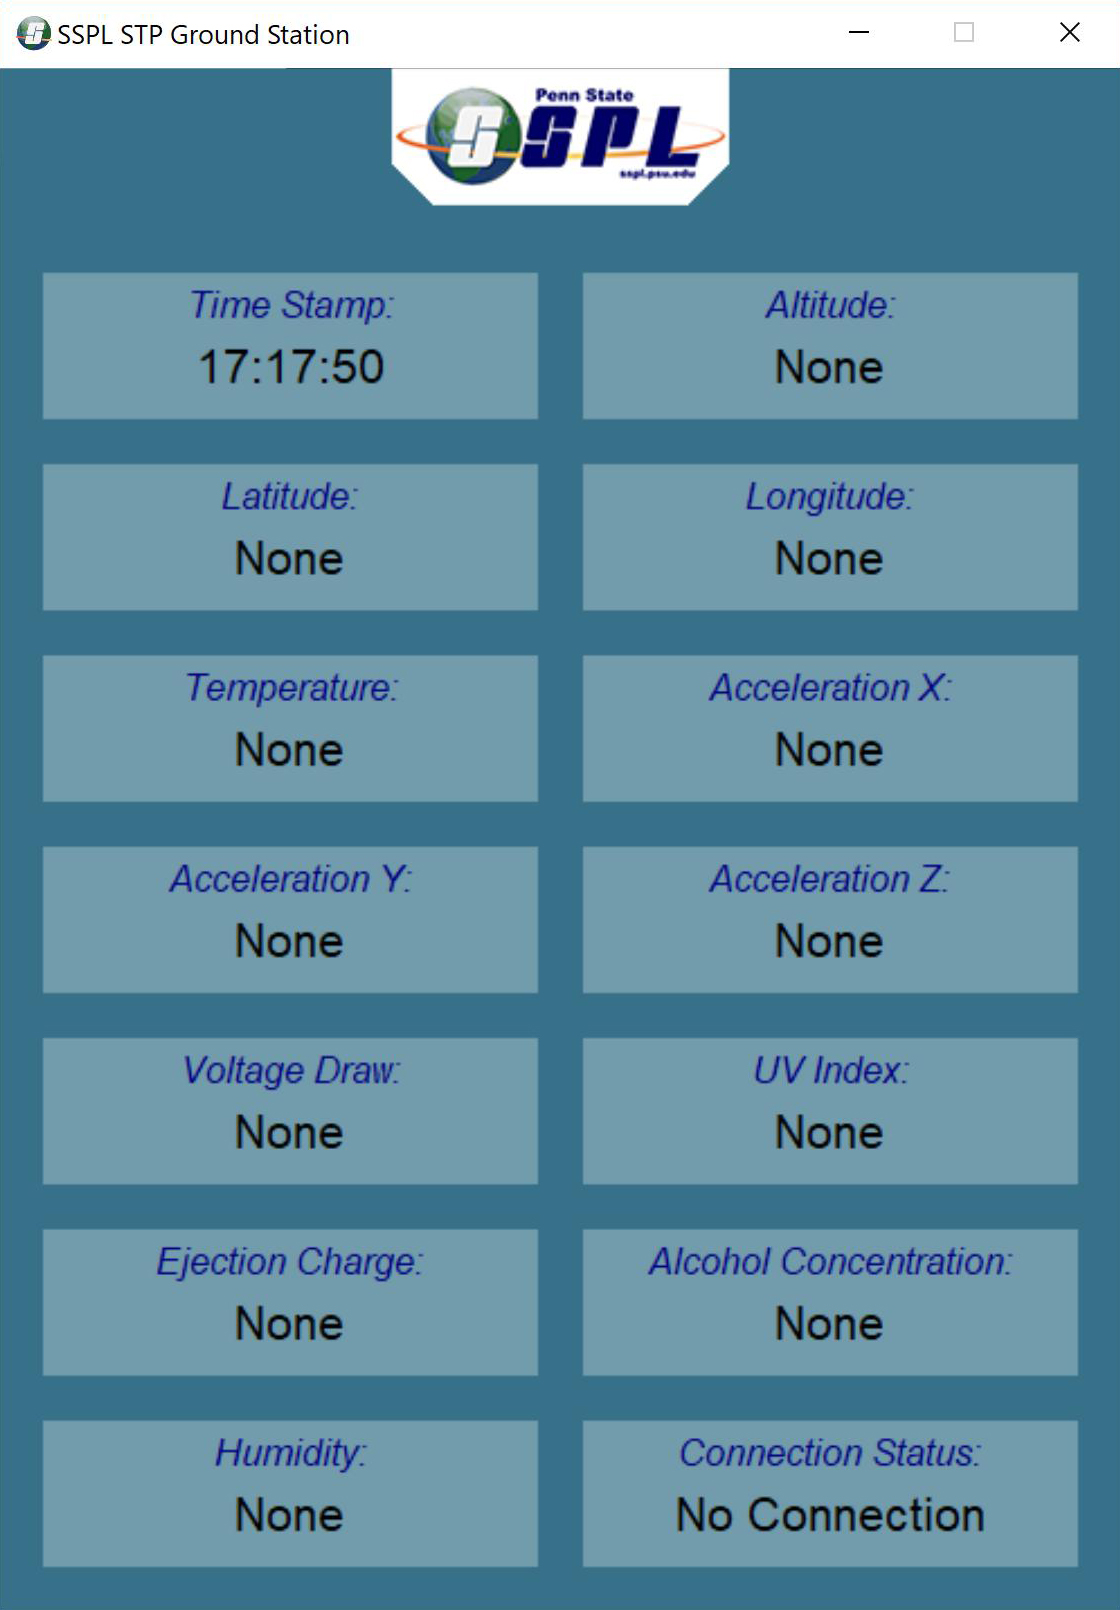 SSPL STP Ground Station
Penn State
SSPL
sspl.psu.edu
Time Stamp:
17:17:50
Altitude:
None
Latitude:
None
Longitude:
None
Temperature:
None
Acceleration X:
None
Acceleration Y:
None
Acceleration Z:
None
Voltage Draw:
None
UV Index:
None
Ejection Charge:
None
Alcohol Concentration:
None
Humidity:
None
Connection Status:
No Connection